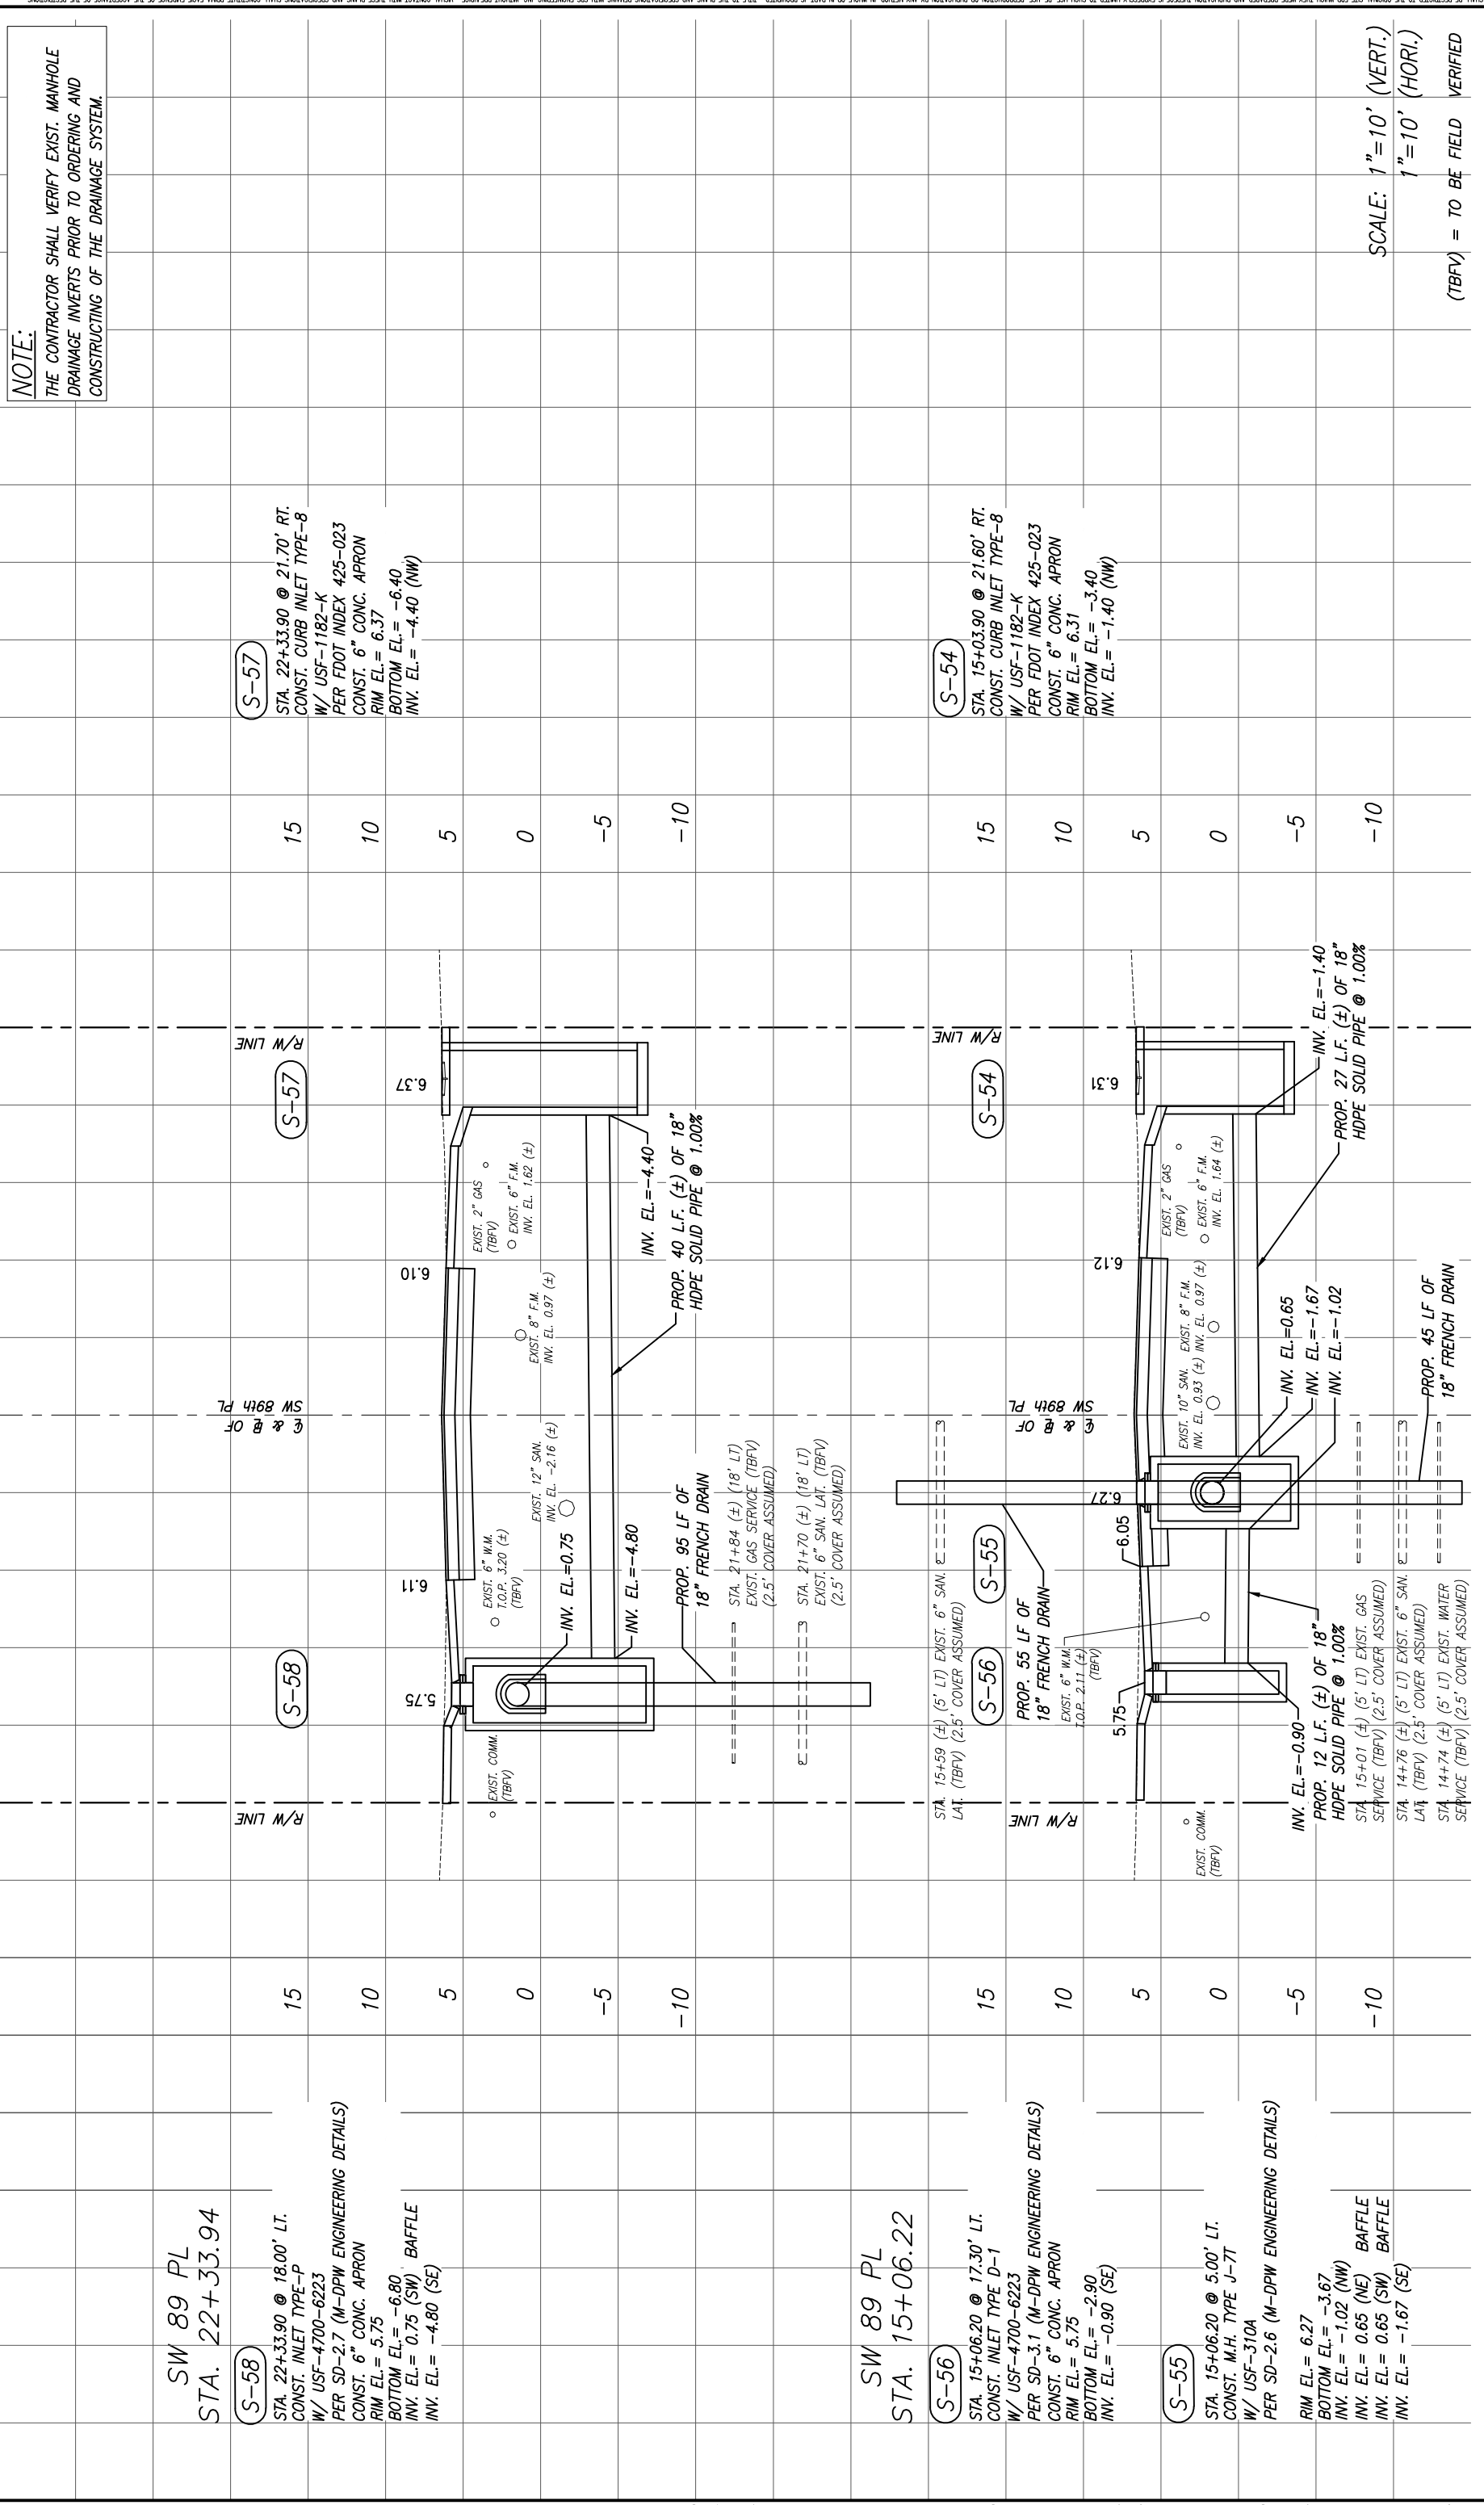 NOTE:
THE CONTRACTOR SHALL VERIFY EXIST. MANHOLE
DRAINAGE INVERTS PRIOR TO ORDERING AND
CONSTRUCTING OF THE DRAINAGE SYSTEM.
SW 89 PL
STA. 22+33.94
S-58
STA. 22+33.90 @ 18.00' LT.
CONST. INLET TYPE-P
W/ USF-4700-6223
PER SD-2.7 (M-DPW ENGINEERING DETAILS)
CONST. 6" CONC. APRON
RIM EL.= 5.75
BOTTOM EL.= -6.80
INV. EL.= 0.75 (SW) BAFFLE
INV. EL.= -4.80 (SE)
15
10
5
0
-5
-10
R/W LINE
S-58
5.75
EXIST. COMM.
(TBFV)
6.11
EXIST. 6" W.M.
T.O.P. 3.20 (±)
(TBFV)
EXIST. 12" SAN.
INV. EL. -2.16 (±)
INV. EL.=0.75
INV. EL.=-4.80
PROP. 95 LF OF
18" FRENCH DRAIN
STA. 21+84 (±) (18' LT)
EXIST. GAS SERVICE (TBFV)
(2.5' COVER ASSUMED)
STA. 21+70 (±) (18' LT)
EXIST. 6" SAN. LAT. (TBFV)
(2.5' COVER ASSUMED)
℄ & B OF
SW 89th PL
6.10
EXIST. 8" F.M.
INV. EL. 0.97 (±)
EXIST. 2" GAS
(TBFV)
EXIST. 6" F.M.
INV. EL. 1.62 (±)
INV. EL.=-4.40
PROP. 40 L.F. (±) OF 18"
HDPE SOLID PIPE @ 1.00%
R/W LINE
S-57
6.37
15
10
5
0
-5
-10
S-57
STA. 22+33.90 @ 21.70' RT.
CONST. CURB INLET TYPE-8
W/ USF-1182-K
PER FDOT INDEX 425-023
CONST. 6" CONC. APRON
RIM EL.= 6.37
BOTTOM EL.= -6.40
INV. EL.= -4.40 (NW)
SW 89 PL
STA. 15+06.22
S-56
STA. 15+06.20 @ 17.30' LT.
CONST. INLET TYPE D-1
W/ USF-4700-6223
PER SD-3.1 (M-DPW ENGINEERING DETAILS)
CONST. 6" CONC. APRON
RIM EL.= 5.75
BOTTOM EL.= -2.90
INV. EL.= -0.90 (SE)
S-55
STA. 15+06.20 @ 5.00' LT.
CONST. M.H. TYPE J-7T
W/ USF-310A
PER SD-2.6 (M-DPW ENGINEERING DETAILS)
RIM EL.= 6.27
BOTTOM EL.= -3.67
INV. EL.= -1.02 (NW)
INV. EL.= 0.65 (NE) BAFFLE
INV. EL.= 0.65 (SW) BAFFLE
INV. EL.= -1.67 (SE)
15
10
5
0
-5
-10
STA. 15+59 (±) (5' LT) EXIST. 6" SAN.
LAT. (TBFV) (2.5' COVER ASSUMED)
R/W LINE
S-56
S-55
PROP. 55 LF OF
18" FRENCH DRAIN
EXIST. 6" W.M.
T.O.P. 2.11 (±)
(TBFV)
5.75
6.05
6.27
EXIST. COMM.
(TBFV)
INV. EL.=-0.90
PROP. 12 L.F. (±) OF 18"
HDPE SOLID PIPE @ 1.00%
STA. 15+01 (±) (5' LT) EXIST. GAS
SERVICE (TBFV) (2.5' COVER ASSUMED)
STA. 14+76 (±) (5' LT) EXIST. 6" SAN.
LAT. (TBFV) (2.5' COVER ASSUMED)
STA. 14+74 (±) (5' LT) EXIST. WATER
SERVICE (TBFV) (2.5' COVER ASSUMED)
℄ & B OF
SW 89th PL
6.12
EXIST. 10" SAN.
INV. EL. 0.93 (±)
EXIST. 8" F.M.
INV. EL. 0.97 (±)
EXIST. 2" GAS
(TBFV)
EXIST. 6" F.M.
INV. EL. 1.64 (±)
INV. EL.=0.65
INV. EL.=-1.67
INV. EL.=-1.02
PROP. 45 LF OF
18" FRENCH DRAIN
INV. EL.=-1.40
PROP. 27 L.F. (±) OF 18"
HDPE SOLID PIPE @ 1.00%
R/W LINE
S-54
6.31
15
10
5
0
-5
-10
S-54
STA. 15+03.90 @ 21.60' RT.
CONST. CURB INLET TYPE-8
W/ USF-1182-K
PER FDOT INDEX 425-023
CONST. 6" CONC. APRON
RIM EL.= 6.31
BOTTOM EL.= -3.40
INV. EL.= -1.40 (NW)
SCALE: 1"=10' (VERT.)
1"=10' (HORI.)
(TBFV) = TO BE FIELD VERIFIED